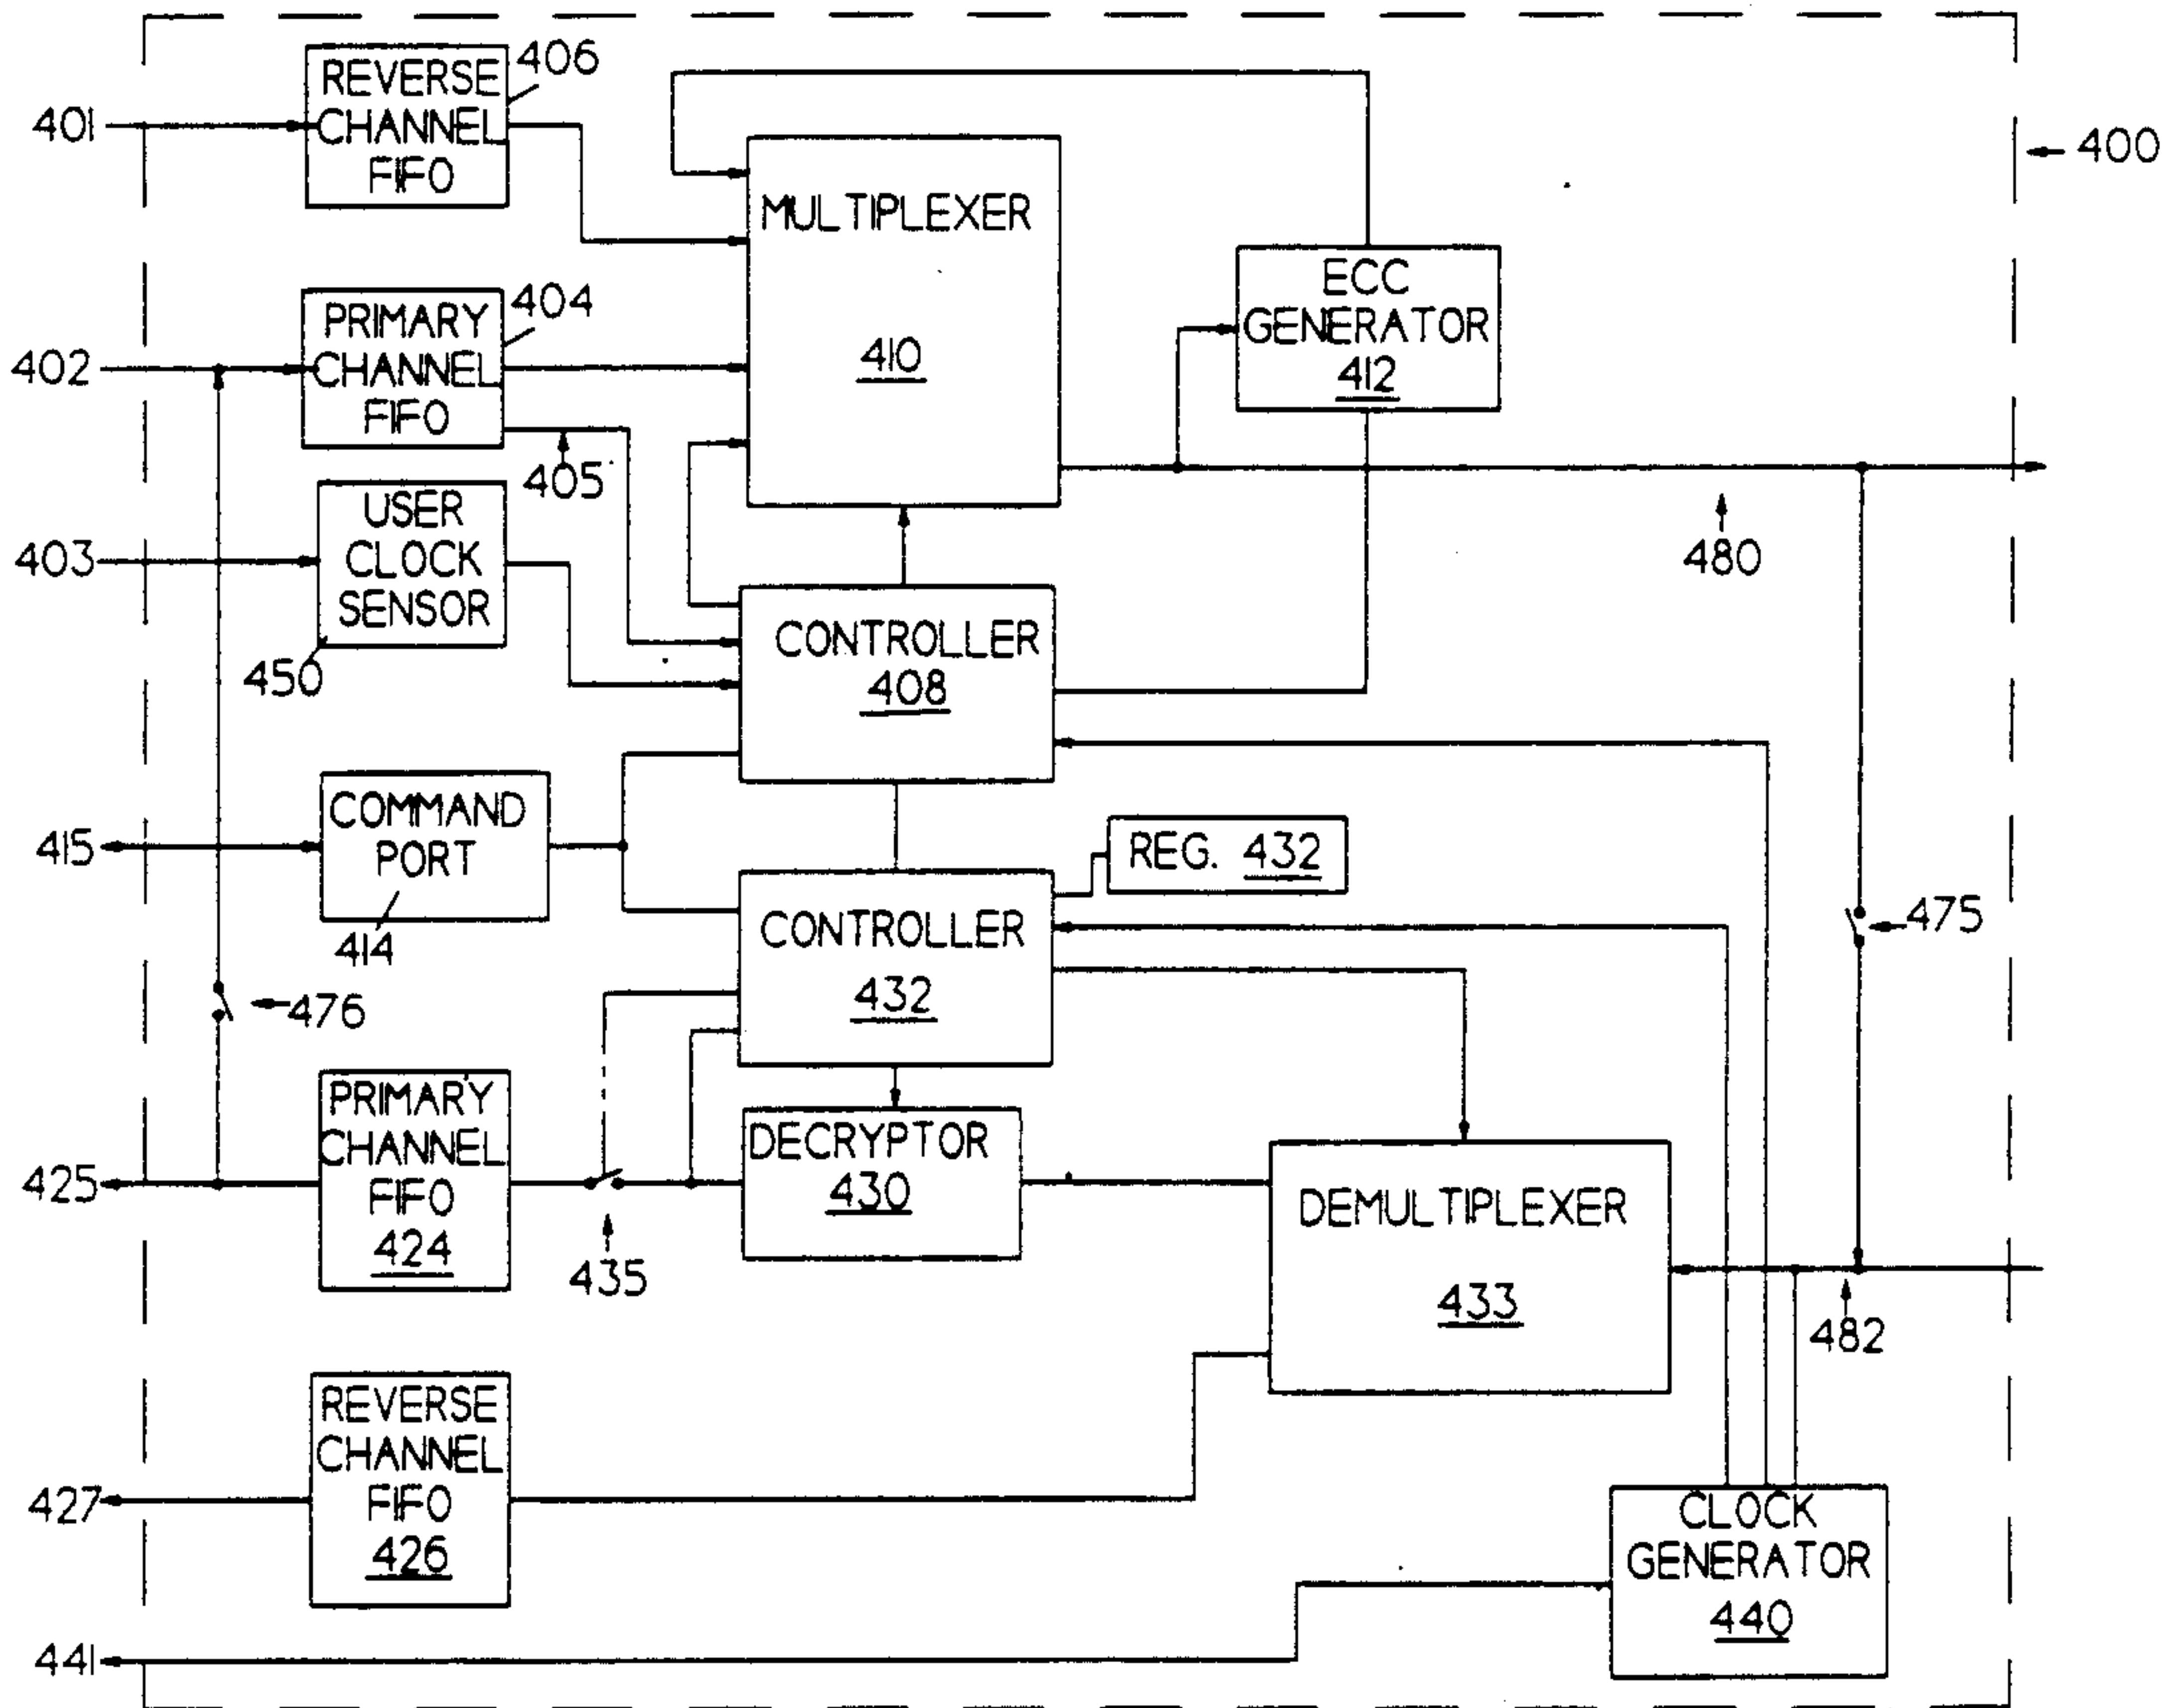 REVERSE
CHANNEL
FIFO
406
401
400
MULTIPLEXER
410
ECC
GENERATOR
412
PRIMARY
CHANNEL
FIFO
404
402
405
USER
CLOCK
SENSOR
403
450
480
CONTROLLER
408
COMMAND
PORT
415
414
REG. 432
CONTROLLER
432
475
476
PRIMARY
CHANNEL
FIFO
424
425
435
DECRYPTOR
430
DEMULTIPLEXER
433
482
REVERSE
CHANNEL
FIFO
426
427
CLOCK
GENERATOR
440
441